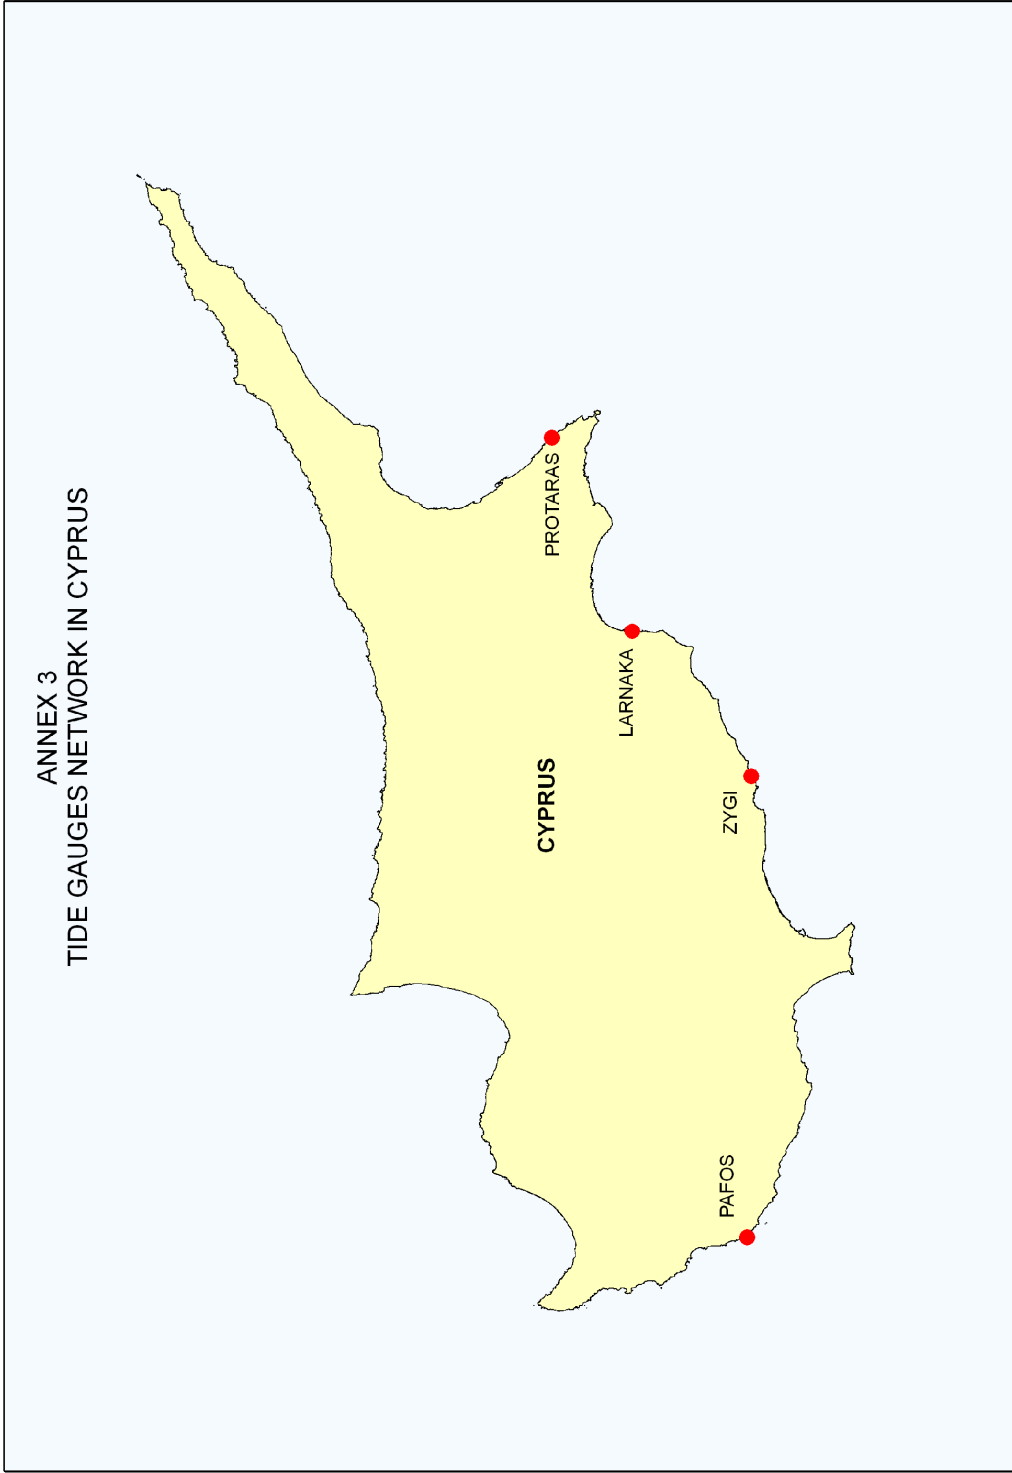 ANNEX 3
TIDE GAUGES NETWORK IN CYPRUS
PROTARAS
LARNAKA
CYPRUS
ZYGI
PAFOS